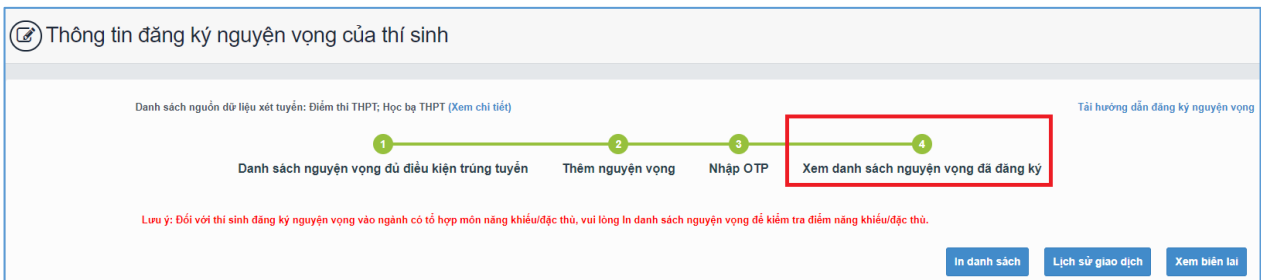 Thông tin đăng ký nguyện vọng của thí sinh
Danh sách nguồn dữ liệu xét tuyển: Điểm thi THPT; Học bạ THPT (Xem chi tiết)
Tải hướng dẫn đăng ký nguyện vọng
1 2 3 4
Danh sách nguyện vọng đủ điều kiện trúng tuyển Thêm nguyện vọng Nhập OTP Xem danh sách nguyện vọng đã đăng ký
Lưu ý: Đối với thí sinh đăng ký nguyện vọng vào ngành có tổ hợp môn năng khiếu/đặc thù, vui lòng In danh sách nguyện vọng để kiểm tra điểm năng khiếu/đặc thù.
In danh sách Lịch sử giao dịch Xem biên lai